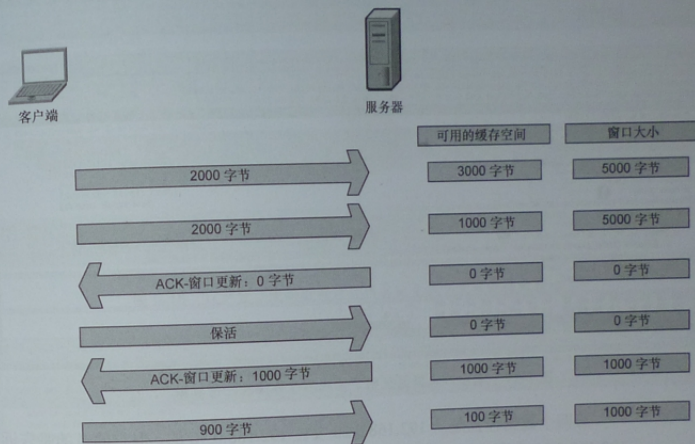 客户端
服务器
可用的缓存空间 窗口大小
2000 字节 3000 字节 5000 字节
2000 字节 1000 字节 5000 字节
ACK-窗口更新：0 字节 0 字节 0 字节
保活 0 字节 0 字节
ACK-窗口更新：1000 字节 1000 字节 1000 字节
900 字节 100 字节 1000 字节